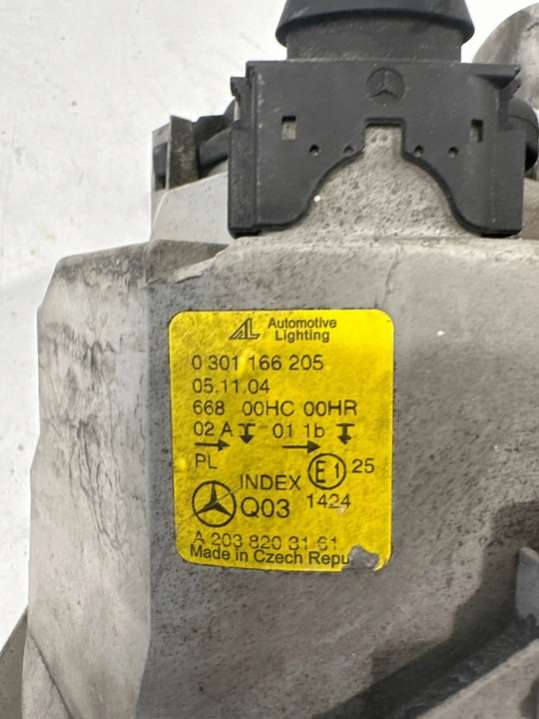 AL Automotive
Lighting
0 301 166 205
05.11.04
668 00HC 00HR
02 A 01 1b
PL
E1 25
INDEX
Q03 1424
A 203 820 31 61
Made in Czech Repu